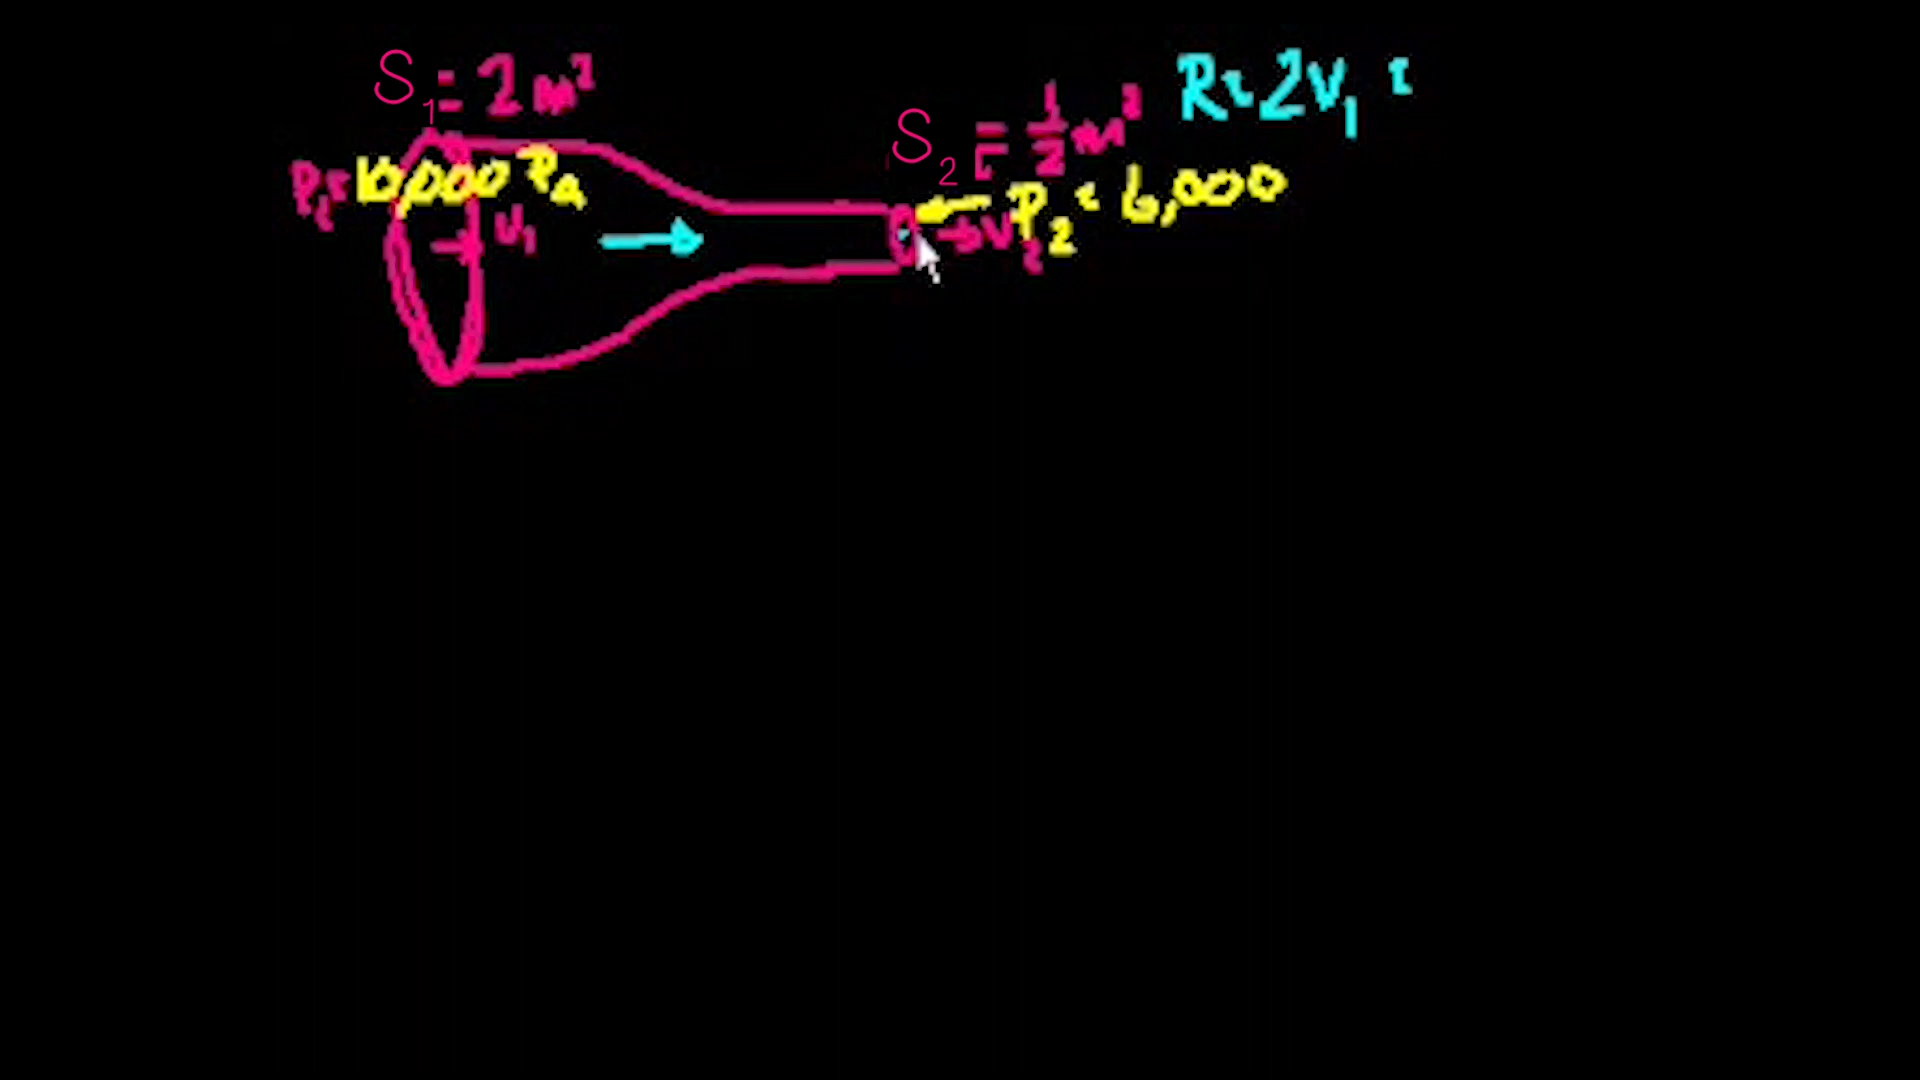 S₁ = 2 m²
S₂ = 1/2 m²
R = 2V₁ =
P₁ = 10,000 Pa
P₂ = 6,000
→ V₁
→ V₂